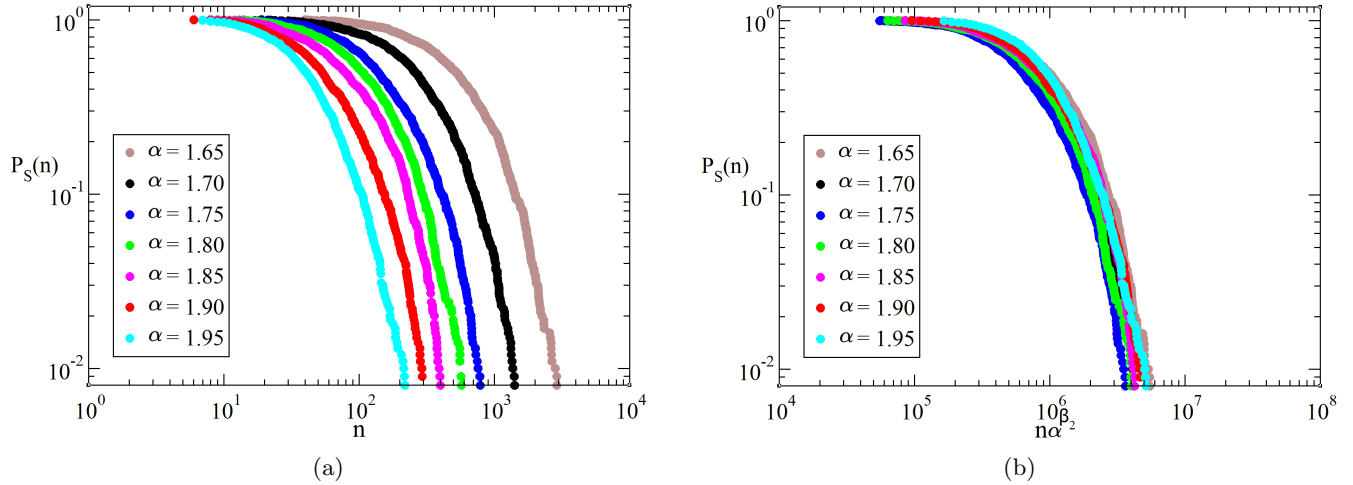 10^0
10^-1
10^-2
P_S(n)
α = 1.65
α = 1.70
α = 1.75
α = 1.80
α = 1.85
α = 1.90
α = 1.95
10^0 10^1 10^2 10^3 10^4
n
(a)
10^0
10^-1
10^-2
P_S(n)
α = 1.65
α = 1.70
α = 1.75
α = 1.80
α = 1.85
α = 1.90
α = 1.95
10^4 10^5 10^6 10^7 10^8
nα^β_2
(b)